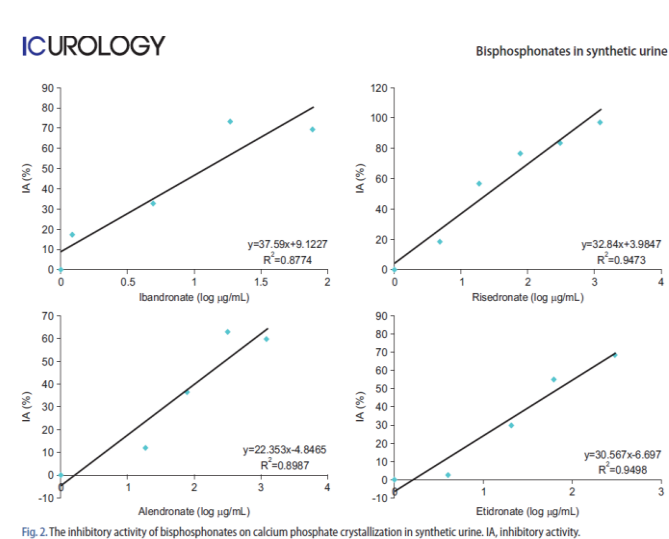 ICUROLOGY
Bisphosphonates in synthetic urine
90
80
70
60
50
40
30
20
10
0
IA (%)
0
0.5
1
1.5
2
Ibandronate (log μg/mL)
y=37.59x+9.1227
R²=0.8774
120
100
80
60
40
20
0
IA (%)
0
1
2
3
4
Risedronate (log μg/mL)
y=32.84x+3.9847
R²=0.9473
70
60
50
40
30
20
10
0
-10
IA (%)
0
1
2
3
4
Alendronate (log μg/mL)
y=22.353x-4.8465
R²=0.8987
90
80
70
60
50
40
30
20
10
0
-10
IA (%)
0
1
2
3
Etidronate (log μg/mL)
y=30.567x-6.697
R²=0.9498
Fig. 2. The inhibitory activity of bisphosphonates on calcium phosphate crystallization in synthetic urine. IA, inhibitory activity.